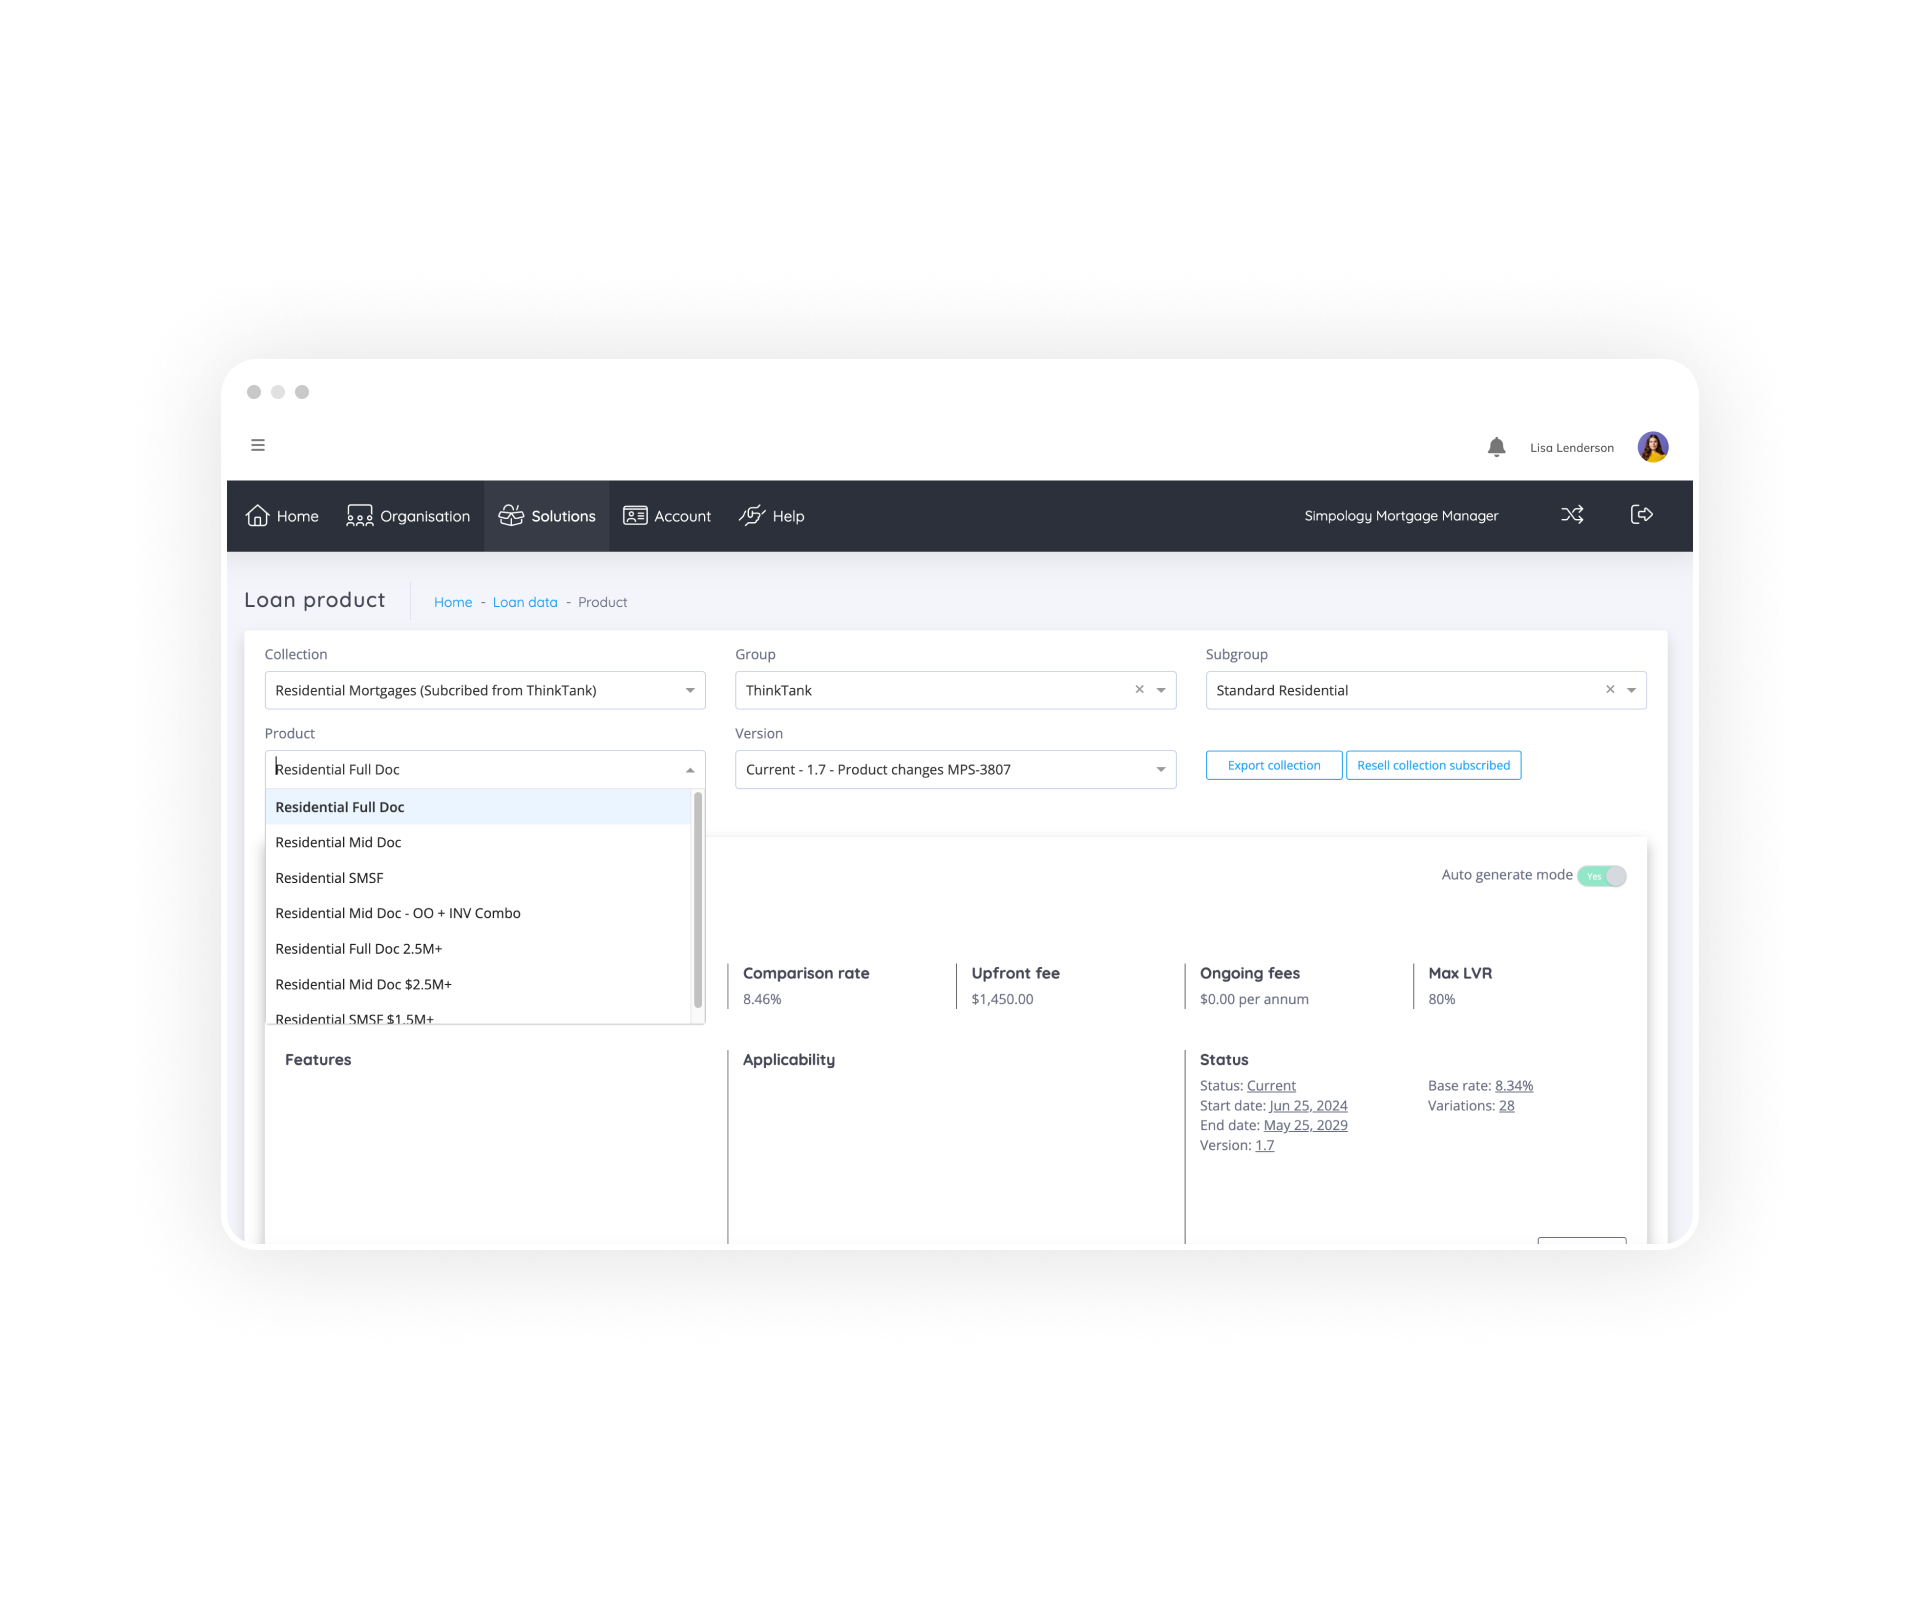 Lisa Lenderson
Home Organisation Solutions Account Help Simpology Mortgage Manager
Loan product Home - Loan data - Product
Collection Group Subgroup
Residential Mortgages (Subcribed from ThinkTank) ThinkTank × Standard Residential ×
Product Version
Residential Full Doc Current - 1.7 - Product changes MPS-3807 Export collection Resell collection subscribed
Residential Full Doc
Residential Mid Doc
Residential SMSF
Residential Mid Doc - OO + INV Combo
Residential Full Doc 2.5M+
Residential Mid Doc $2.5M+
Residential SMSF $1.5M+
Auto generate mode Yes
Comparison rate Upfront fee Ongoing fees Max LVR
8.46% $1,450.00 $0.00 per annum 80%
Features Applicability Status
Status: Current Base rate: 8.34%
Start date: Jun 25, 2024 Variations: 28
End date: May 25, 2029
Version: 1.7